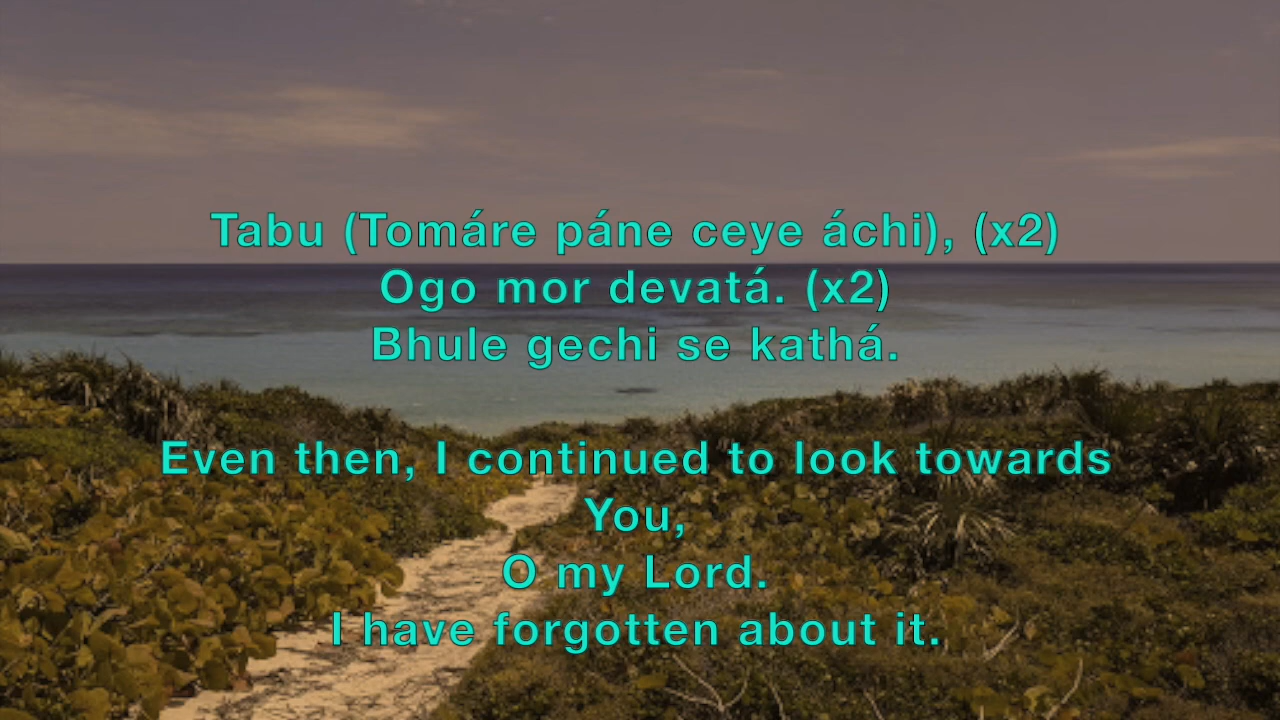 Tabu (Tomáre páne ceye áchi), (x2)
Ogo mor devatá. (x2)
Bhule gechi se kathá.
Even then, I continued to look towards
You,
O my Lord.
I have forgotten about it.